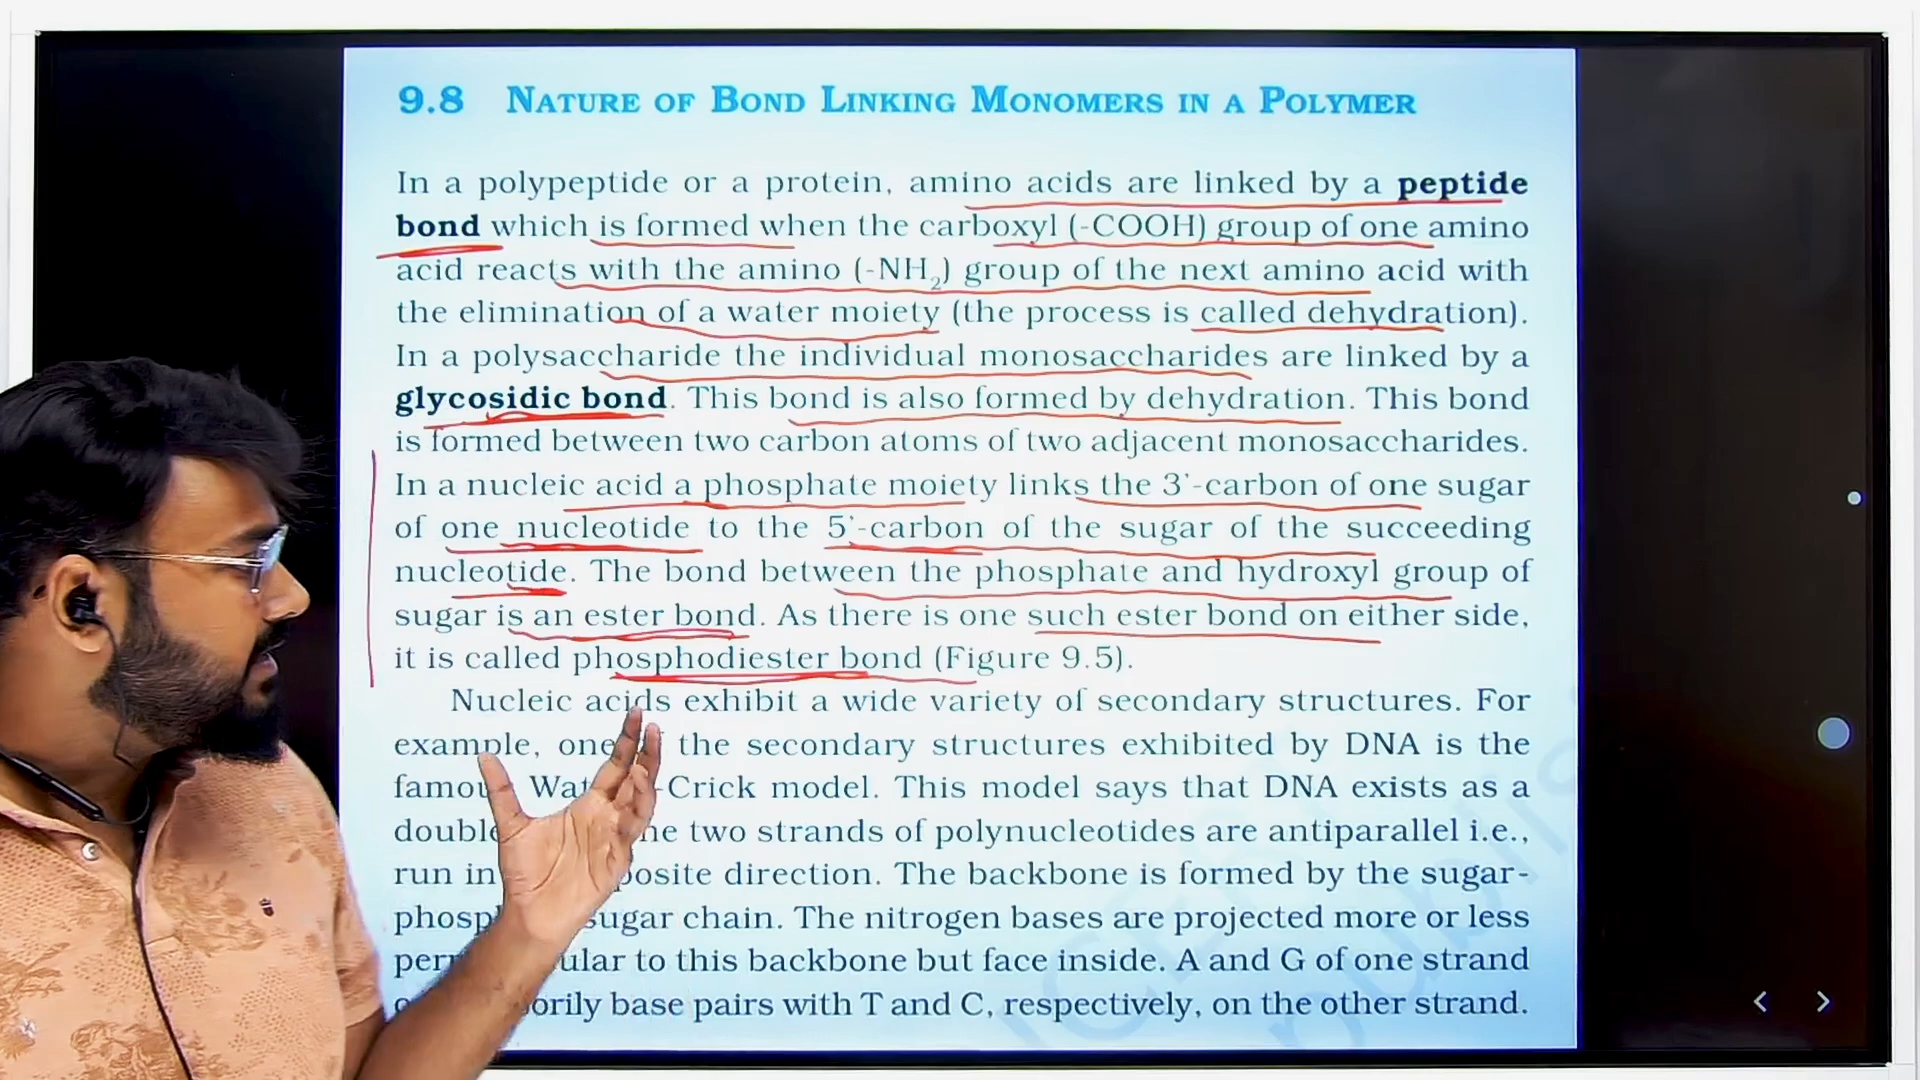 9.8 NATURE OF BOND LINKING MONOMERS IN A POLYMER
In a polypeptide or a protein, amino acids are linked by a peptide
bond which is formed when the carboxyl (-COOH) group of one amino
acid reacts with the amino (-NH₂) group of the next amino acid with
the elimination of a water moiety (the process is called dehydration).
In a polysaccharide the individual monosaccharides are linked by a
glycosidic bond. This bond is also formed by dehydration. This bond
is formed between two carbon atoms of two adjacent monosaccharides.
In a nucleic acid a phosphate moiety links the 3'-carbon of one sugar
of one nucleotide to the 5'-carbon of the sugar of the succeeding
nucleotide. The bond between the phosphate and hydroxyl group of
sugar is an ester bond. As there is one such ester bond on either side,
it is called phosphodiester bond (Figure 9.5).
Nucleic acids exhibit a wide variety of secondary structures. For
example, one the secondary structures exhibited by DNA is the
-Crick model. This model says that DNA exists as a
double two strands of polynucleotides are antiparallel i.e.,
run in direction. The backbone is formed by the sugar-
sugar chain. The nitrogen bases are projected more or less
to this backbone but face inside. A and G of one strand
base pairs with T and C, respectively, on the other strand.